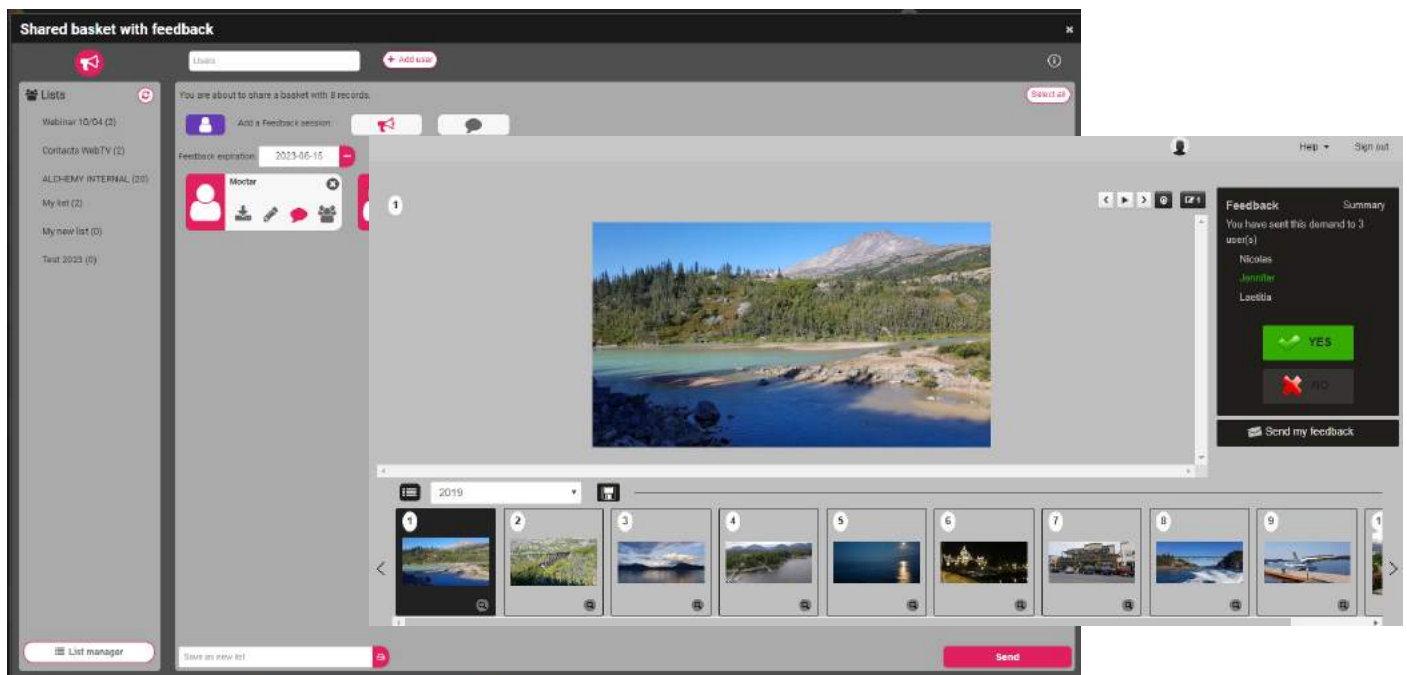 Shared basket with feedback
Users
+ Add user
Lists
You are about to share a basket with 8 records.
Select all
Webinar 10/04 (2)
Add a Feedback session:
Contacts WebTV (2)
Feedback expiration:
2023-06-15
ALCHEMY INTERNAL (20)
Moctar
My list (2)
My new list (0)
Test 2023 (0)
List manager
Save as new list
Send
Help
Sign out
1
1
Feedback
Summary
You have sent this demand to 3
user(s)
Nicolas
Jennifer
Laetitia
YES
NO
Send my feedback
2019
1
2
3
4
5
6
7
8
9
1